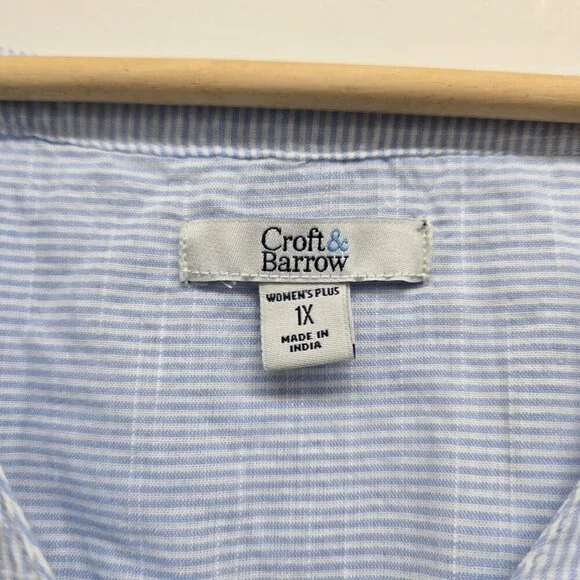 Croft&
Barrow
WOMEN'S PLUS
1X
MADE IN
INDIA